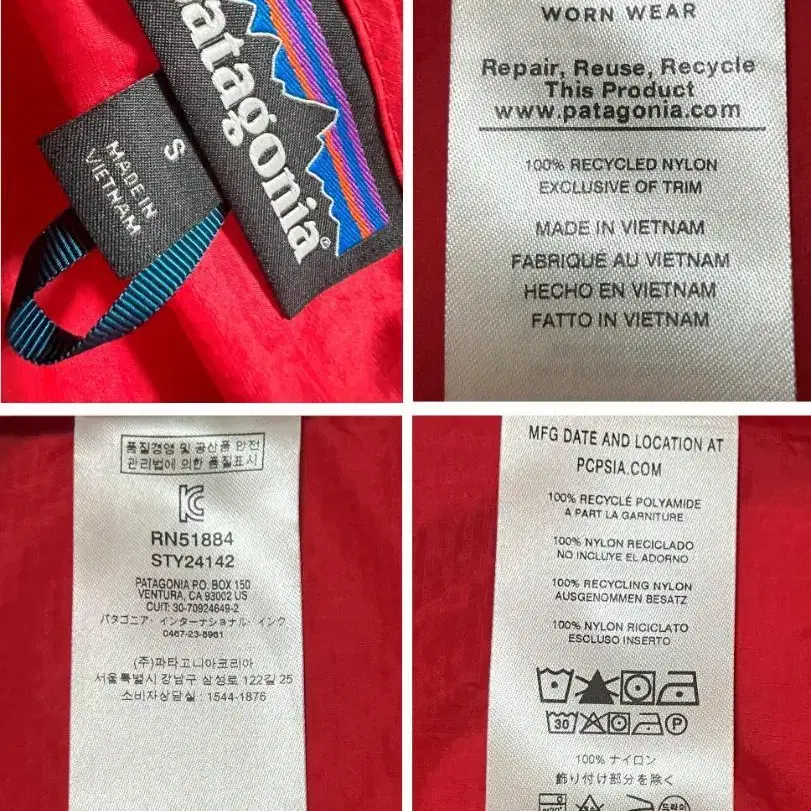 patagonia®
S
MADE IN
VIETNAM
WORN WEAR
Repair, Reuse, Recycle
This Product
www.patagonia.com
100% RECYCLED NYLON
EXCLUSIVE OF TRIM
MADE IN VIETNAM
FABRIQUÉ AU VIETNAM
HECHO EN VIETNAM
FATTO IN VIETNAM
품질경영 및 공산품 안전
관리법에 의한 품질표시
RN51884
STY24142
PATAGONIA P.O. BOX 150
VENTURA, CA 93002 US
CUIT: 30-70924649-2
パタゴニア・インターナショナル・インク
0467-23-8961
(주)파타고니아코리아
서울특별시 강남구 삼성로 122길 25
소비자상담실 : 1544-1876
MFG DATE AND LOCATION AT
PCPSIA.COM
100% RECYCLÉ POLYAMIDE
A PART LA GARNITURE
100% NYLON RECICLADO
NO INCLUYE EL ADORNO
100% RECYCLING NYLON
AUSGENOMMEN BESATZ
100% NYLON RICICLATO
ESCLUSO INSERTO
30 P
100% ナイロン
飾り付け部分を除く